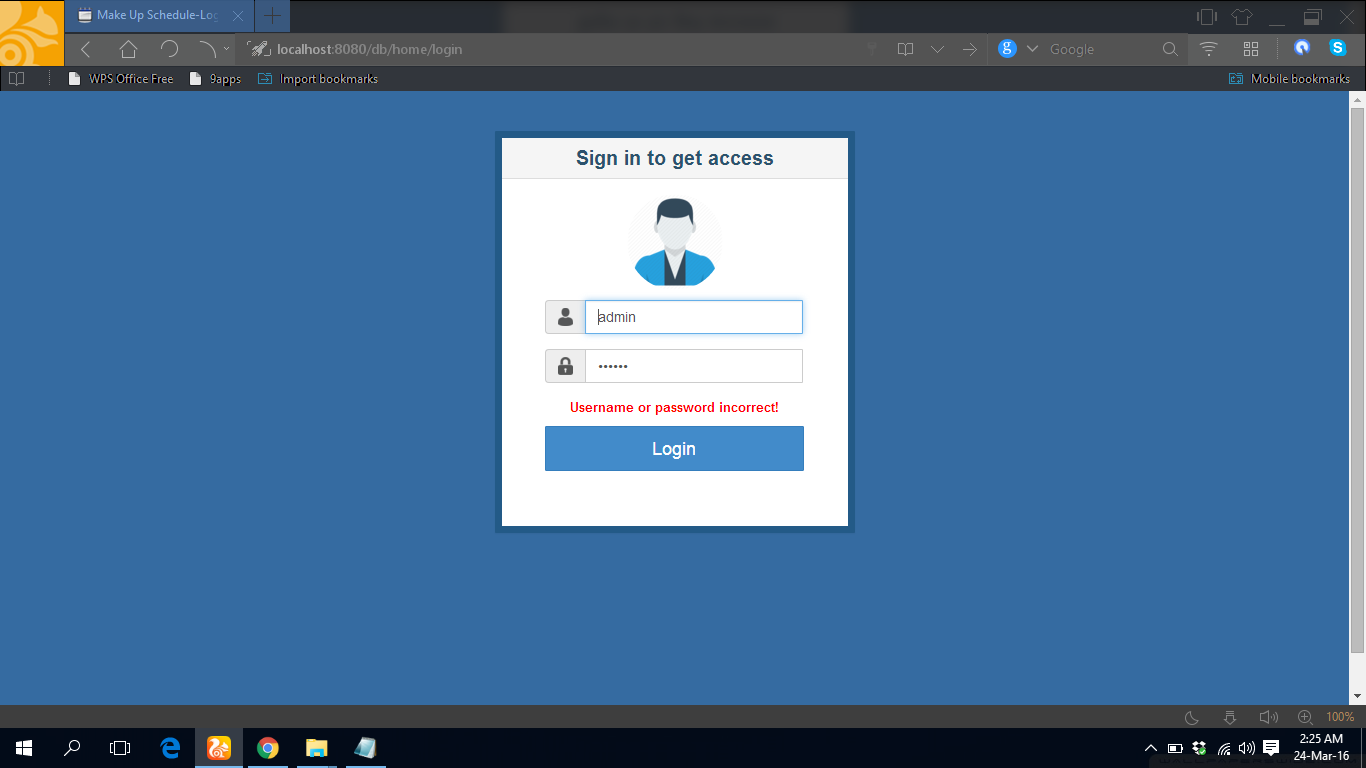 Make Up Schedule-Log
localhost:8080/db/home/login
g
Google
S
WPS Office Free
9apps
Import bookmarks
Mobile bookmarks
Sign in to get access
admin
••••••
Username or password incorrect!
Login
100%
2:25 AM
24-Mar-16